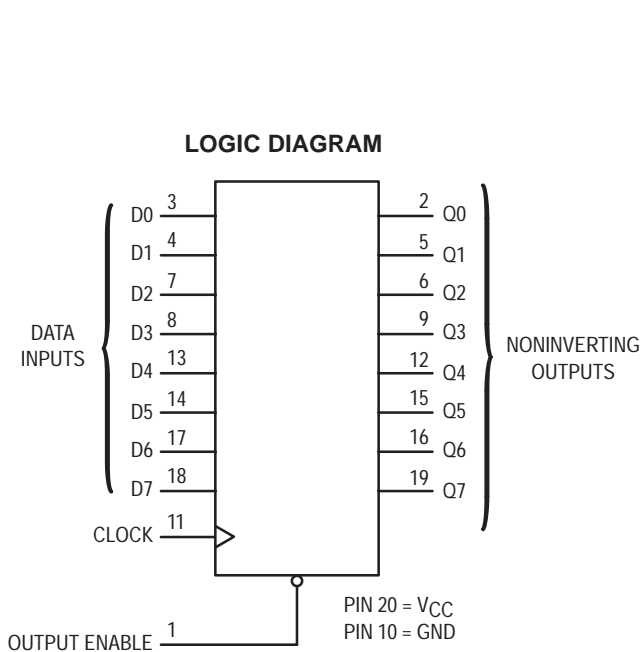 LOGIC DIAGRAM
D0 3 2 Q0
D1 4 5 Q1
D2 7 6 Q2
D3 8 9 Q3
D4 13 12 Q4
D5 14 15 Q5
D6 17 16 Q6
D7 18 19 Q7
DATA
INPUTS
NONINVERTING
OUTPUTS
CLOCK 11
OUTPUT ENABLE 1
PIN 20 = VCC
PIN 10 = GND